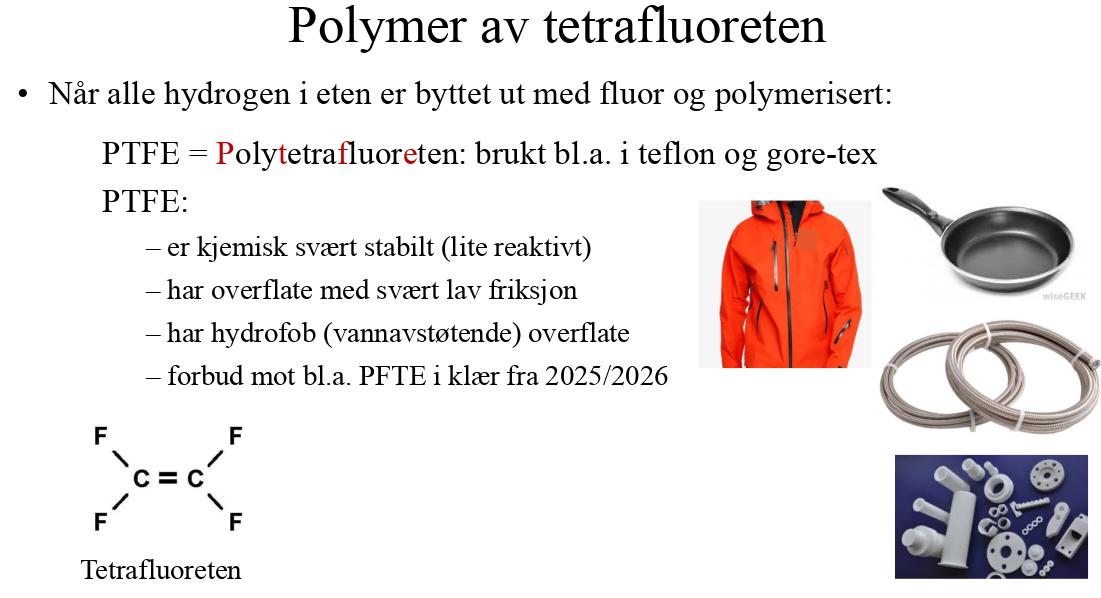 Polymer av tetrafluoreten
• Når alle hydrogen i eten er byttet ut med fluor og polymerisert:
PTFE = Polytetrafluoreten: brukt bl.a. i teflon og gore-tex
PTFE:
– er kjemisk svært stabilt (lite reaktivt)
– har overflate med svært lav friksjon
– har hydrofob (vannavstøtende) overflate
– forbud mot bl.a. PFTE i klær fra 2025/2026
wiseGEEK
F F
C = C
F F
Tetrafluoreten